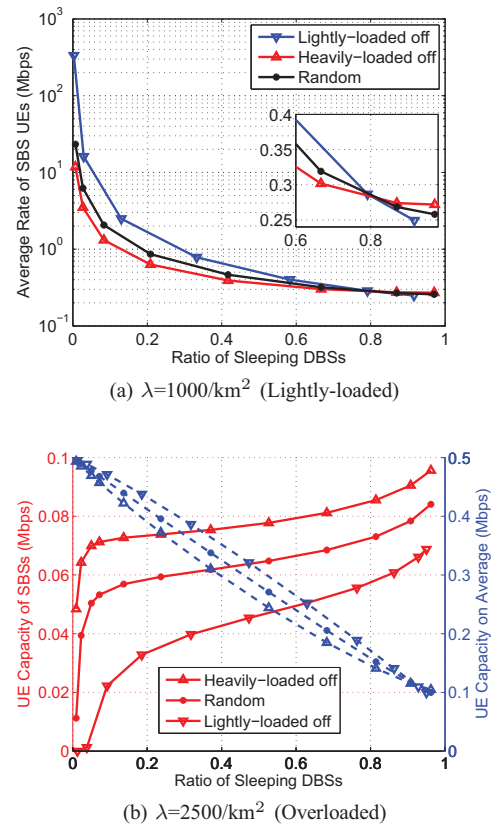 Average Rate of SBS UEs (Mbps)
10^3
10^2
10^1
10^0
10^-1
Lightly-loaded off
Heavily-loaded off
Random
0.4
0.35
0.3
0.25
0.6 0.8
0 0.2 0.4 0.6 0.8 1
Ratio of Sleeping DBSs
(a) λ=1000/km² (Lightly-loaded)
UE Capacity of SBSs (Mbps)
0.1
0.08
0.06
0.04
0.02
0
Heavily-loaded off
Random
Lightly-loaded off
0.5
0.4
0.3
0.2
0.1
0
UE Capacity on Average (Mbps)
0 0.2 0.4 0.6 0.8 1
Ratio of Sleeping DBSs
(b) λ=2500/km² (Overloaded)